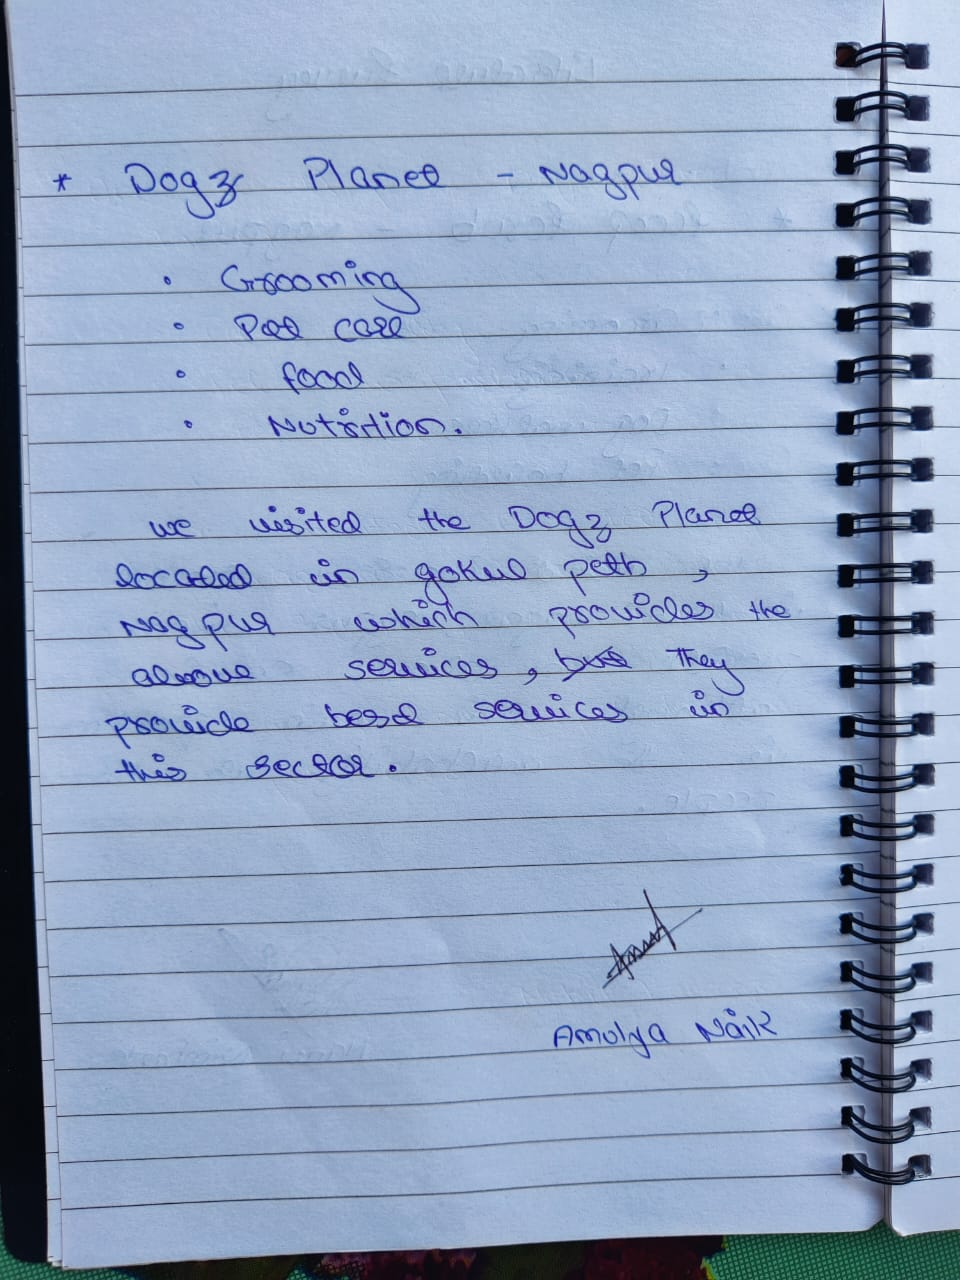 * Dogz Planet - Nagpur
• Grooming
• Pet care
• food
• Nutrition.
we visited the Dogz Planet
located in gokul peth,
Nagpur which provides the
above services, but They
provide best services in
this sector.
Amolya Naik